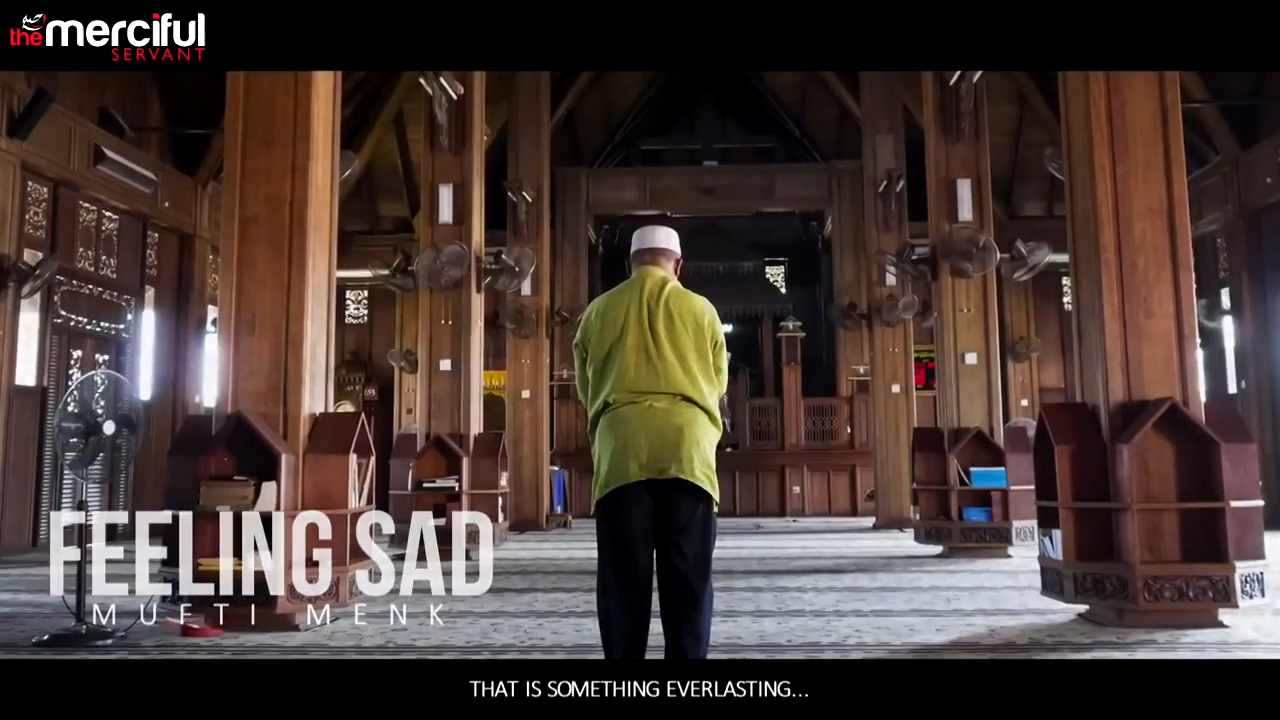 the merciful
SERVANT
FEELING SAD
MUFTI MENK
THAT IS SOMETHING EVERLASTING...